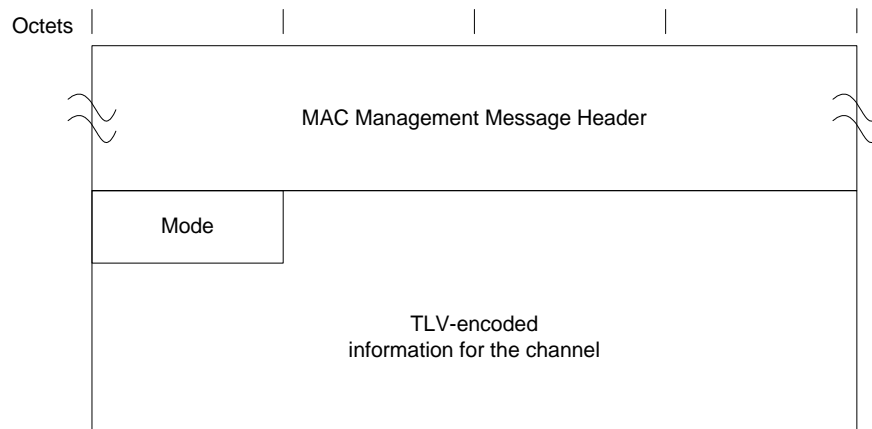 Octets
MAC Management Message Header
Mode
TLV-encoded
information for the channel